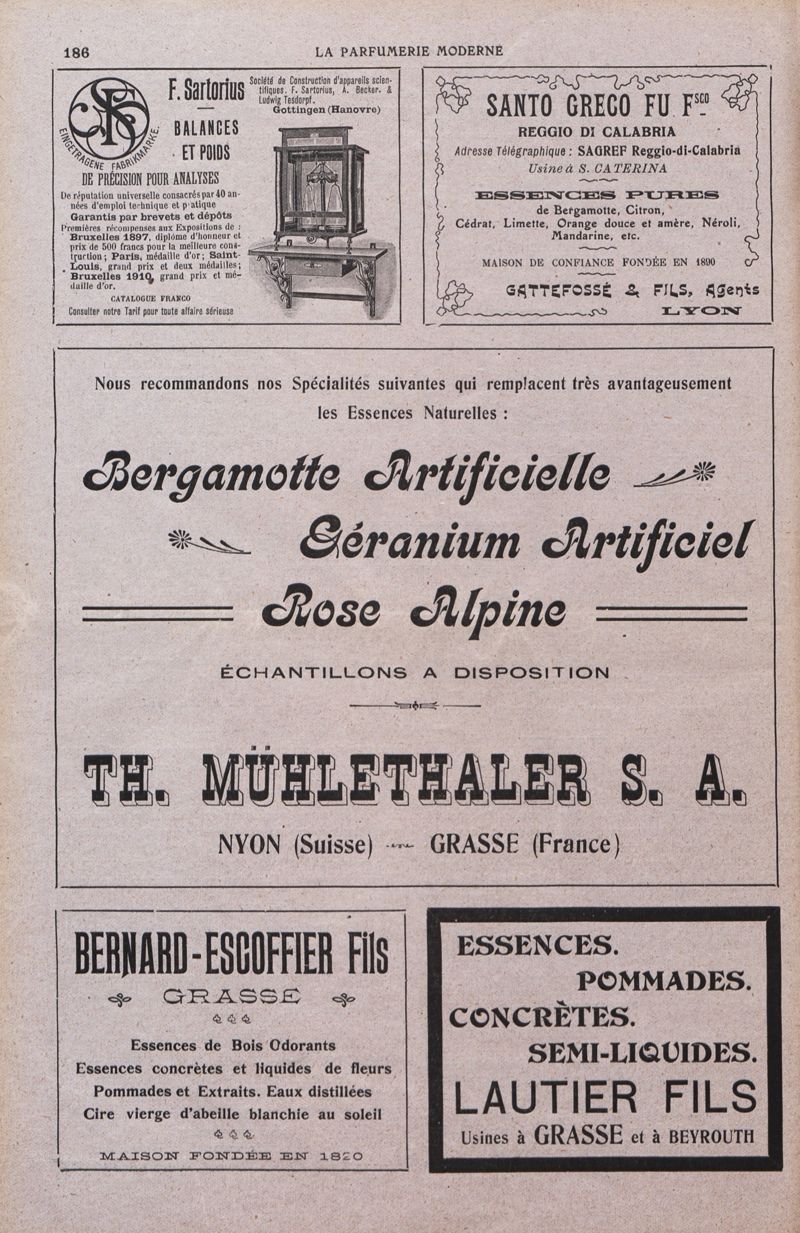 186
LA PARFUMERIE MODERNE
EINGETRAGENE FABRIKMARKE.
F. Sartorius
Société de Construction d'appareils scien-
tifiques. F. Sartorius, A. Becker. &
Ludwig Tesdorpf.
Gottingen (Hanovre)
BALANCES
ET POIDS
DE PRÉCISION POUR ANALYSES
De réputation universelle consacrés par 40 an-
nées d'emploi technique et pratique
Garantis par brevets et dépôts
Premières récompenses aux Expositions de :
Bruxelles 1897, diplôme d'honneur et
prix de 500 francs pour la meilleure cons-
truction ; Paris, médaille d'or ; Saint-
Louis, grand prix et deux médailles ;
Bruxelles 1910, grand prix et mé-
daille d'or.
CATALOGUE FRANCO
Consulter notre Tarif pour toute affaire sérieuse
SANTO GRECO FU Fsco
REGGIO DI CALABRIA
Adresse Télégraphique : SAGREF Reggio-di-Calabria
Usine à S. CATERINA
ESSENCES PURES
de Bergamotte, Citron,
Cédrat, Limette, Orange douce et amère, Néroli,
Mandarine, etc.
MAISON DE CONFIANCE FONDÉE EN 1890
GATTEFOSSÉ & FILS, Agents
LYON
Nous recommandons nos Spécialités suivantes qui remplacent très avantageusement
les Essences Naturelles :
Bergamotte Artificielle
Géranium Artificiel
Rose Alpine
ÉCHANTILLONS A DISPOSITION
TH. MÜHLETHALER S. A.
NYON (Suisse) — GRASSE (France)
BERNARD-ESCOFFIER Fils
GRASSE
Essences de Bois Odorants
Essences concrètes et liquides de fleurs
Pommades et Extraits. Eaux distillées
Cire vierge d'abeille blanchie au soleil
MAISON FONDÉE EN 1820
ESSENCES.
POMMADES.
CONCRÈTES.
SEMI-LIQUIDES.
LAUTIER FILS
Usines à GRASSE et à BEYROUTH